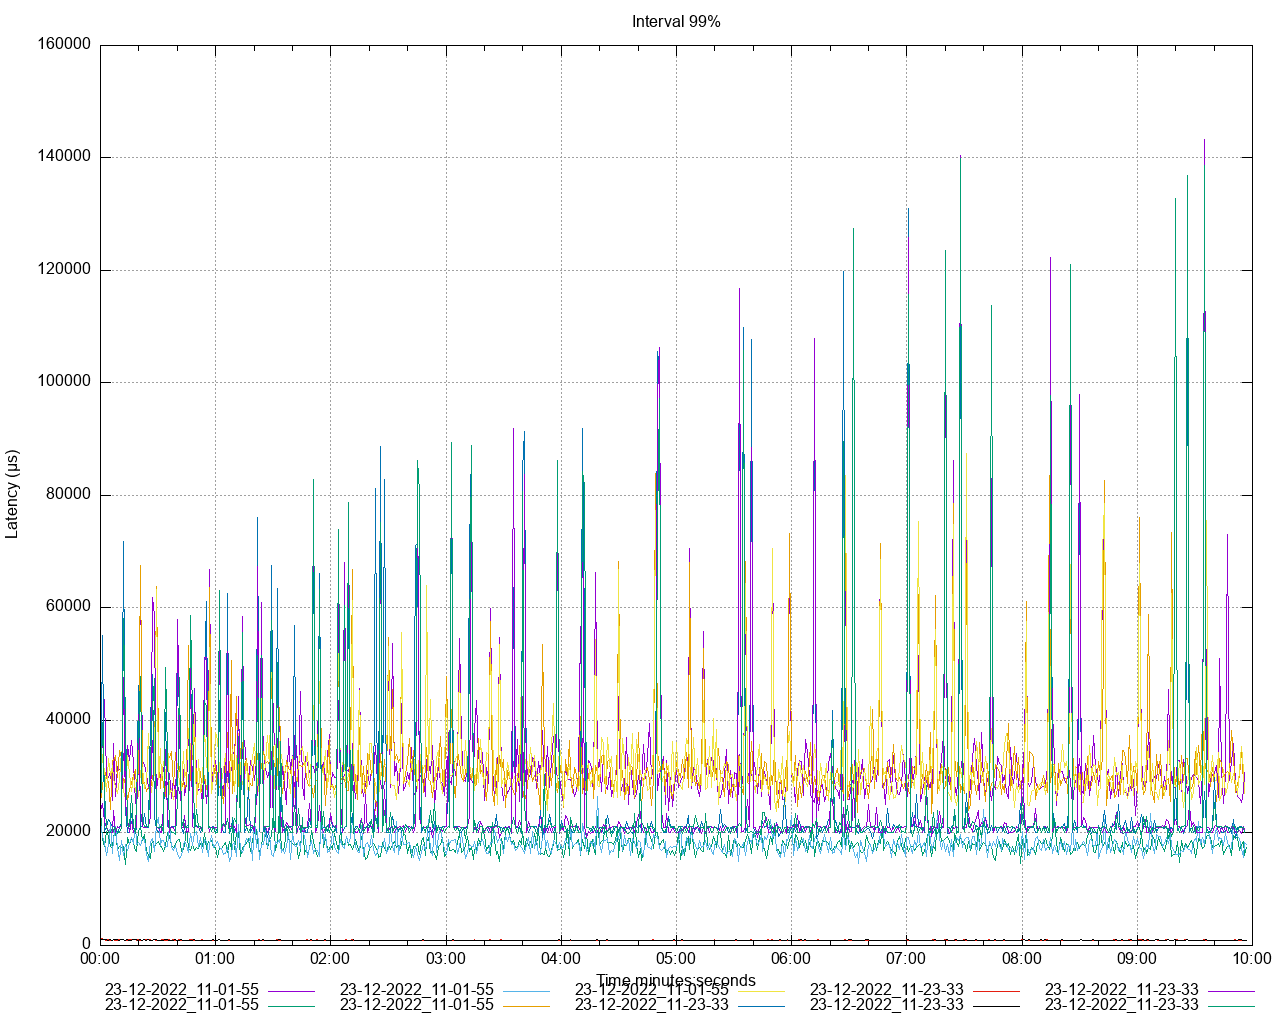 Interval 99%
160000
140000
120000
100000
80000
60000
40000
20000
0
Latency (µs)
00:00 01:00 02:00 03:00 04:00 05:00 06:00 07:00 08:00 09:00 10:00
Time minutes:seconds
23-12-2022_11-01-55 23-12-2022_11-01-55 23-12-2022_11-01-55 23-12-2022_11-23-33 23-12-2022_11-23-33
23-12-2022_11-01-55 23-12-2022_11-01-55 23-12-2022_11-23-33 23-12-2022_11-23-33 23-12-2022_11-23-33